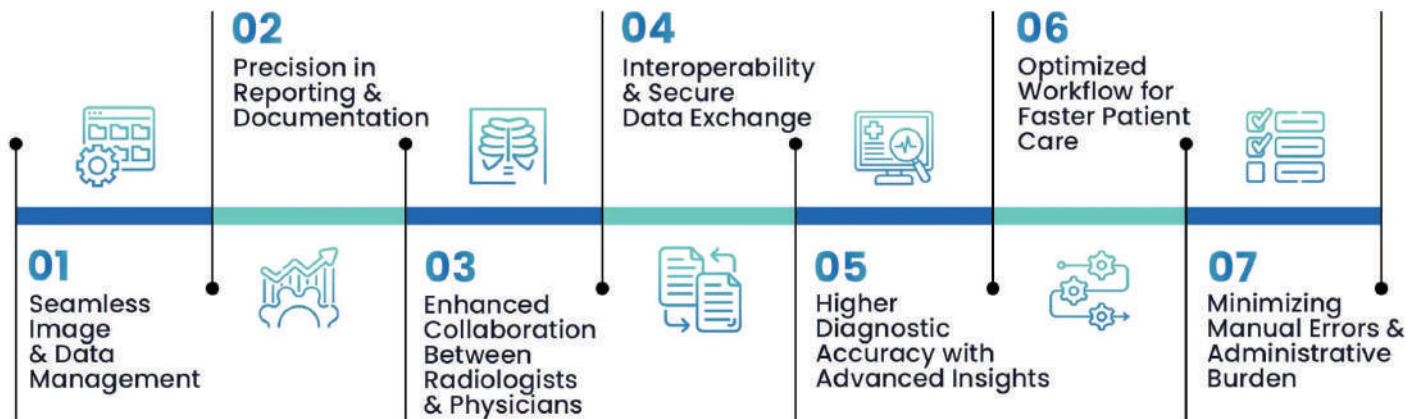 01
Seamless
Image
& Data
Management
02
Precision in
Reporting &
Documentation
03
Enhanced
Collaboration
Between
Radiologists
& Physicians
04
Interoperability
& Secure
Data Exchange
05
Higher
Diagnostic
Accuracy with
Advanced Insights
06
Optimized
Workflow for
Faster Patient
Care
07
Minimizing
Manual Errors &
Administrative
Burden